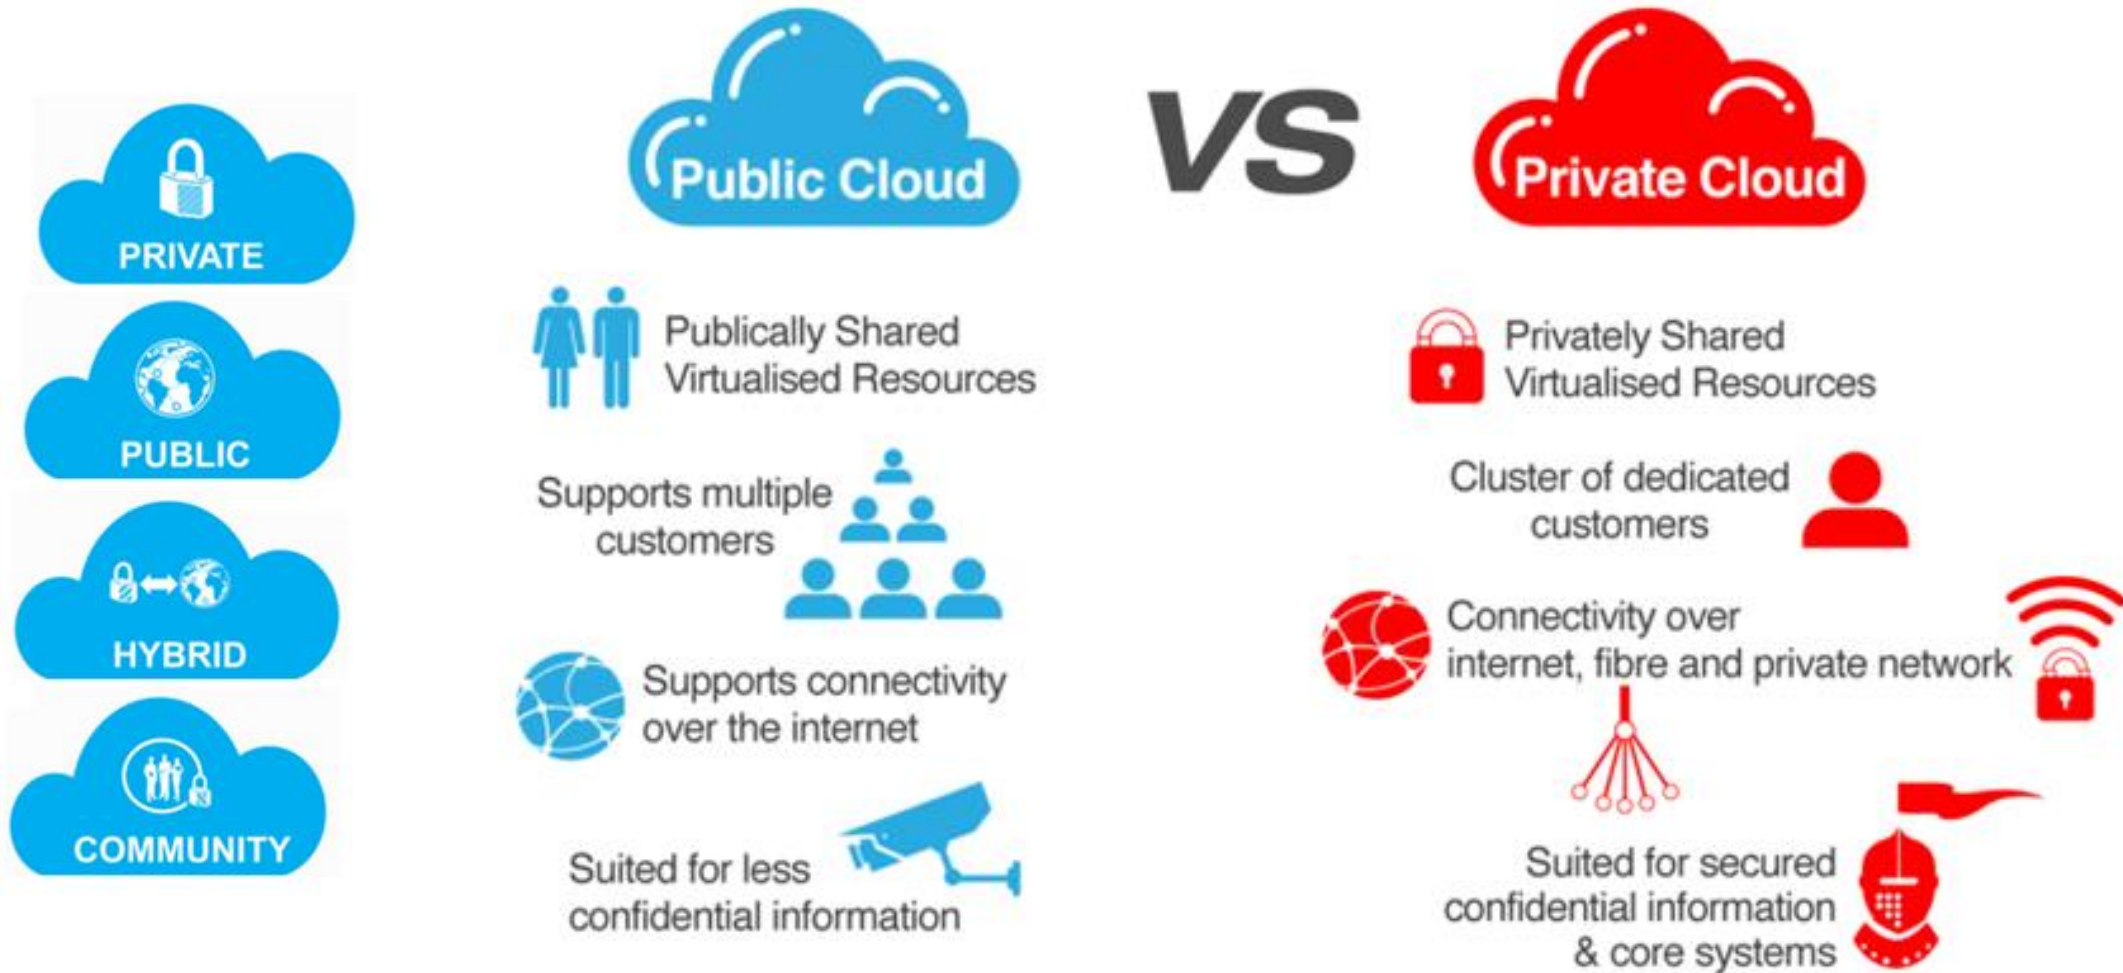 PRIVATE
PUBLIC
HYBRID
COMMUNITY
Public Cloud
Publically Shared
Virtualised Resources
Supports multiple
customers
Supports connectivity
over the internet
Suited for less
confidential information
VS
Private Cloud
Privately Shared
Virtualised Resources
Cluster of dedicated
customers
Connectivity over
internet, fibre and private network
Suited for secured
confidential information
& core systems